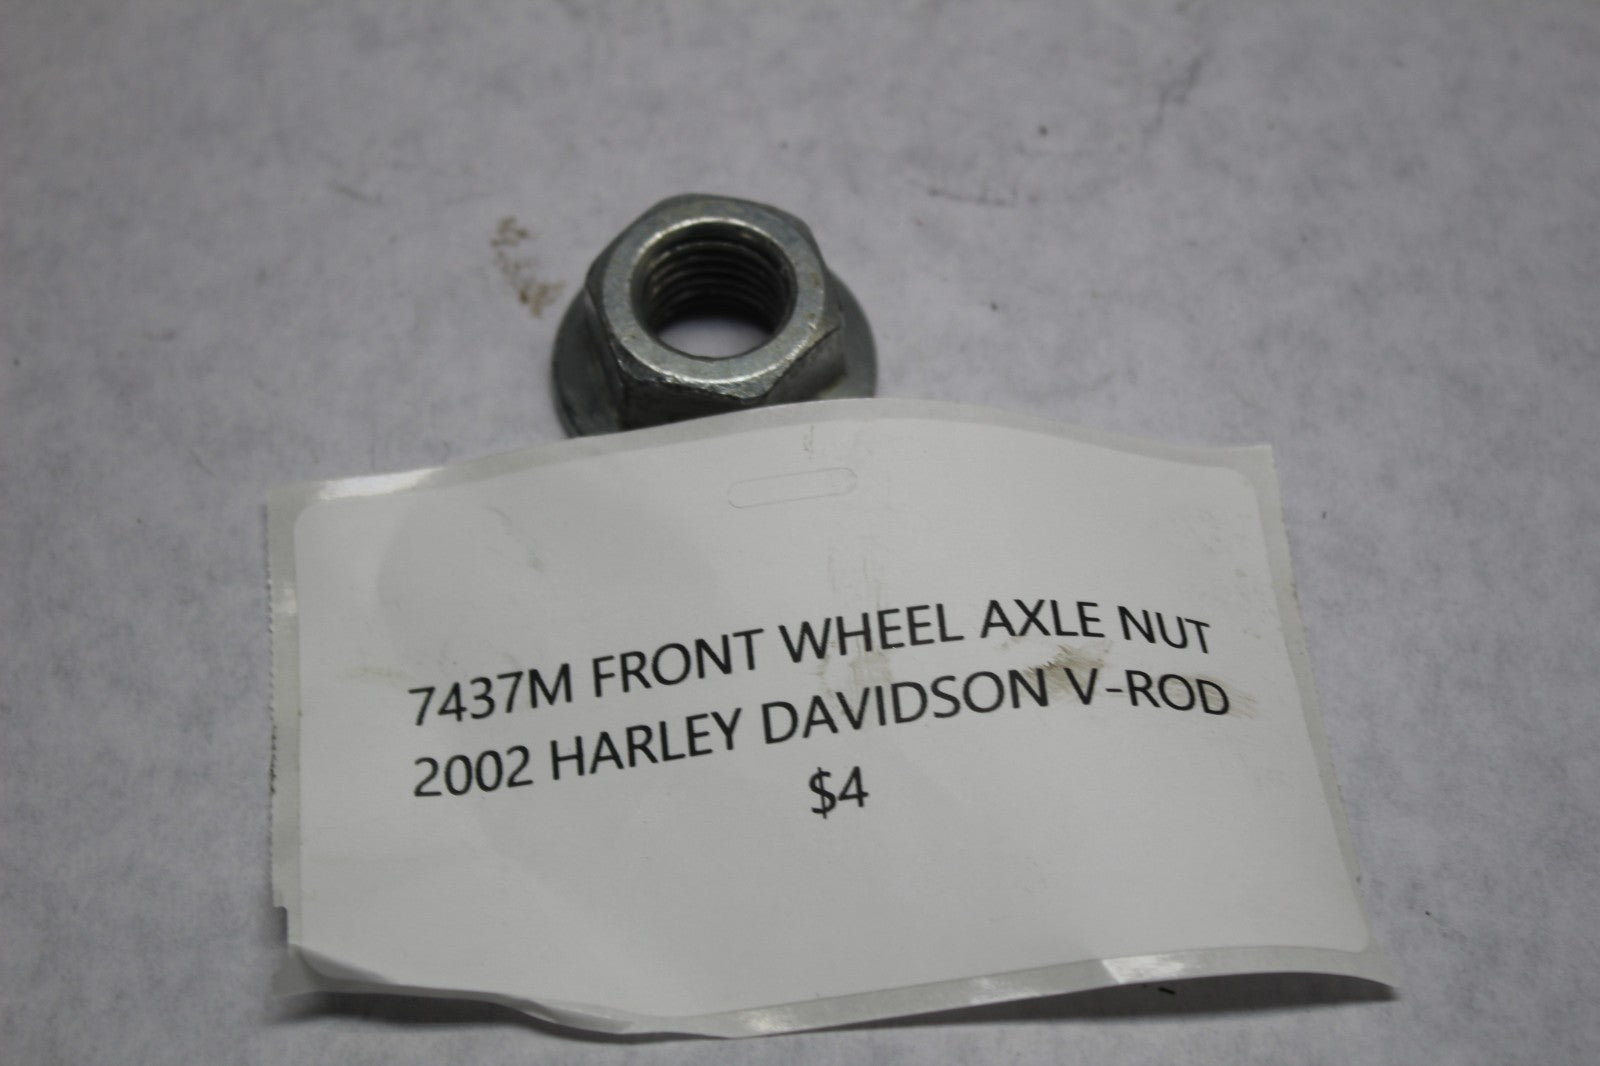 7437M FRONT WHEEL AXLE NUT
2002 HARLEY DAVIDSON V-ROD
$4